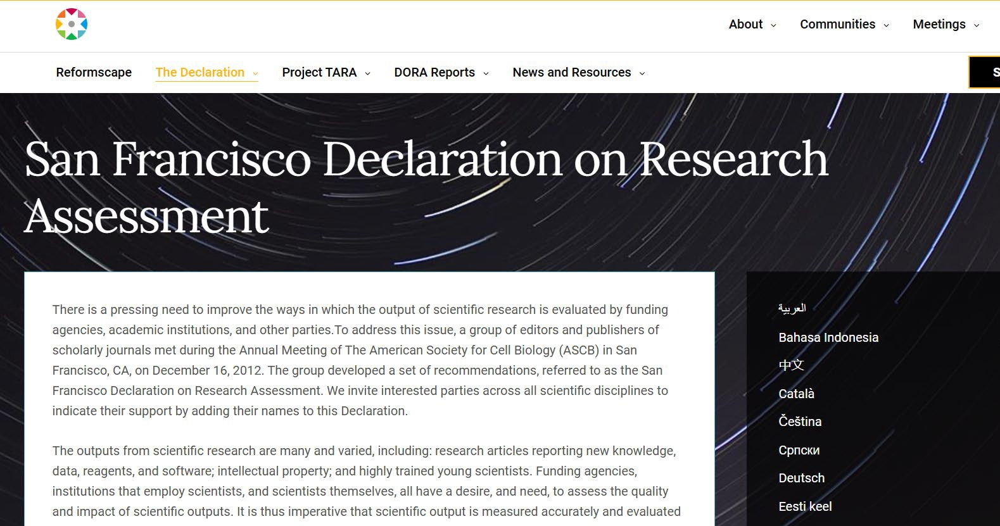 About
Communities
Meetings
Reformscape
The Declaration
Project TARA
DORA Reports
News and Resources
S
San Francisco Declaration on Research
Assessment
There is a pressing need to improve the ways in which the output of scientific research is evaluated by funding
agencies, academic institutions, and other parties.To address this issue, a group of editors and publishers of
scholarly journals met during the Annual Meeting of The American Society for Cell Biology (ASCB) in San
Francisco, CA, on December 16, 2012. The group developed a set of recommendations, referred to as the San
Francisco Declaration on Research Assessment. We invite interested parties across all scientific disciplines to
indicate their support by adding their names to this Declaration.
The outputs from scientific research are many and varied, including: research articles reporting new knowledge,
data, reagents, and software; intellectual property; and highly trained young scientists. Funding agencies,
institutions that employ scientists, and scientists themselves, all have a desire, and need, to assess the quality
and impact of scientific outputs. It is thus imperative that scientific output is measured accurately and evaluated
العربية
Bahasa Indonesia
中文
Català
Čeština
Српски
Deutsch
Eesti keel